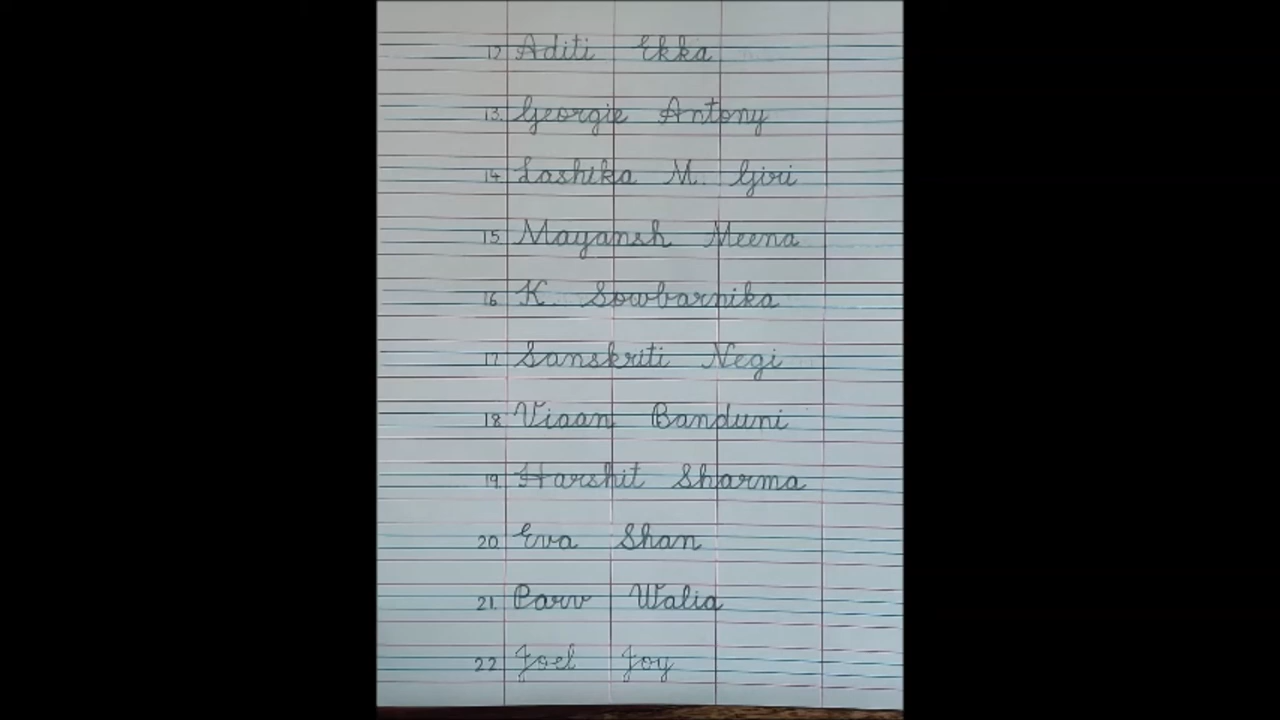 12 Aditi Ekka
13. Georgie Antony
14. Lashika M. Giri
15 Mayansh Meena
16 K. Sowbarnika
17 Sanskriti Negi
18 Viaan Banduni
19. Harshit Sharma
20 Eva Shan
21. Parv Walia
22 Joel Joy